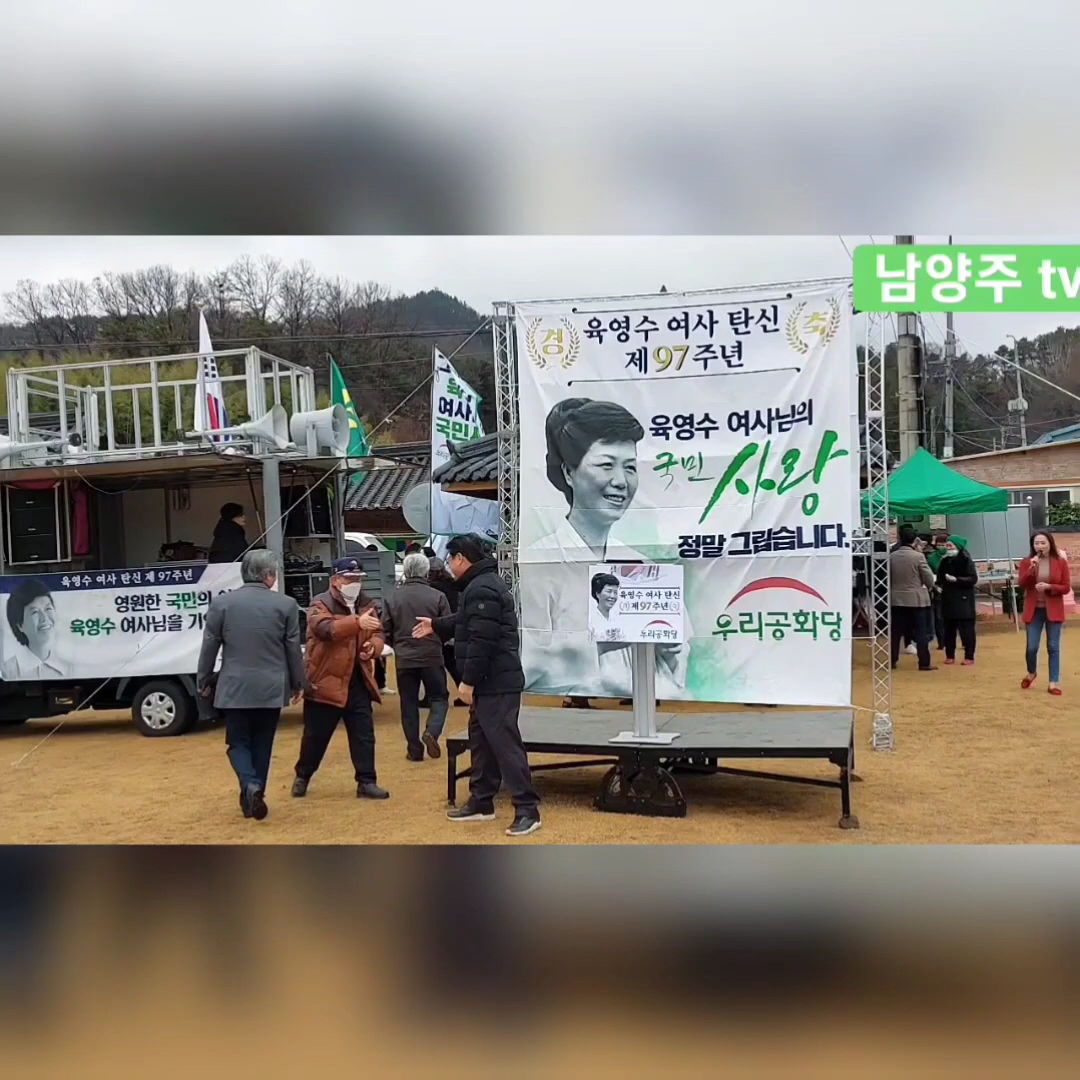 남양주 tv
경 육영수 여사 탄신 축
제97주년
육영수 여사님의
국민 사랑
정말 그립습니다.
우리공화당
육영수 여사 탄신
제97주년
우리공화당
여사
국민
육영수 여사 탄신 제 97주년
영원한 국민의
육영수 여사님을